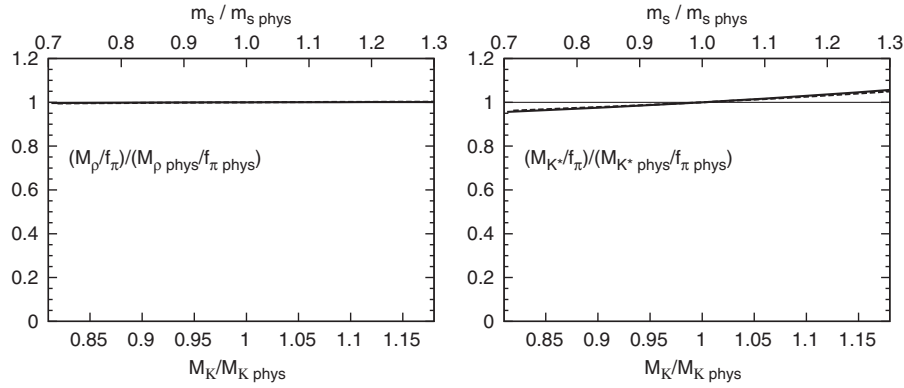 m_s / m_s phys
0.7 0.8 0.9 1.0 1.1 1.2 1.3
1.2
1
0.8
0.6
0.4
0.2
0
(M_ρ/f_π)/(M_ρ phys/f_π phys)
0.85 0.9 0.95 1 1.05 1.1 1.15
M_K/M_K phys
m_s / m_s phys
0.7 0.8 0.9 1.0 1.1 1.2 1.3
1.2
1
0.8
0.6
0.4
0.2
0
(M_K*/f_π)/(M_K* phys/f_π phys)
0.85 0.9 0.95 1 1.05 1.1 1.15
M_K/M_K phys